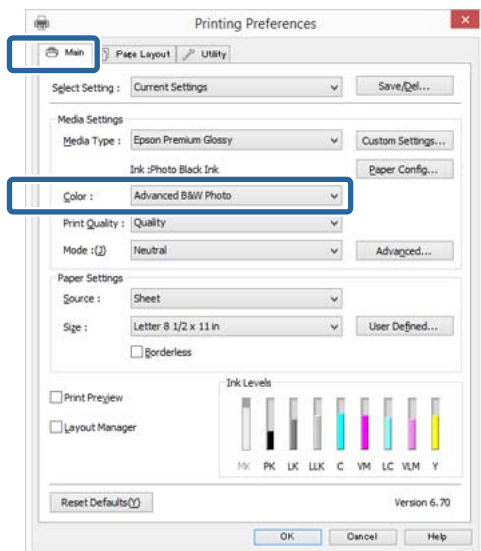 Printing Preferences
Main Page Layout Utility
Select Setting : Current Settings Save/Del...
Media Settings
Media Type : Epson Premium Glossy Custom Settings...
Ink :Photo Black Ink Paper Config...
Color : Advanced B&W Photo
Print Quality : Quality
Mode :(J) Neutral Advanced...
Paper Settings
Source : Sheet
Size : Letter 8 1/2 x 11 in User Defined...
Borderless
Print Preview
Ink Levels
Layout Manager
MK PK LK LLK C VM LC VLM Y
Reset Defaults(Y) Version 6.70
OK Cancel Help